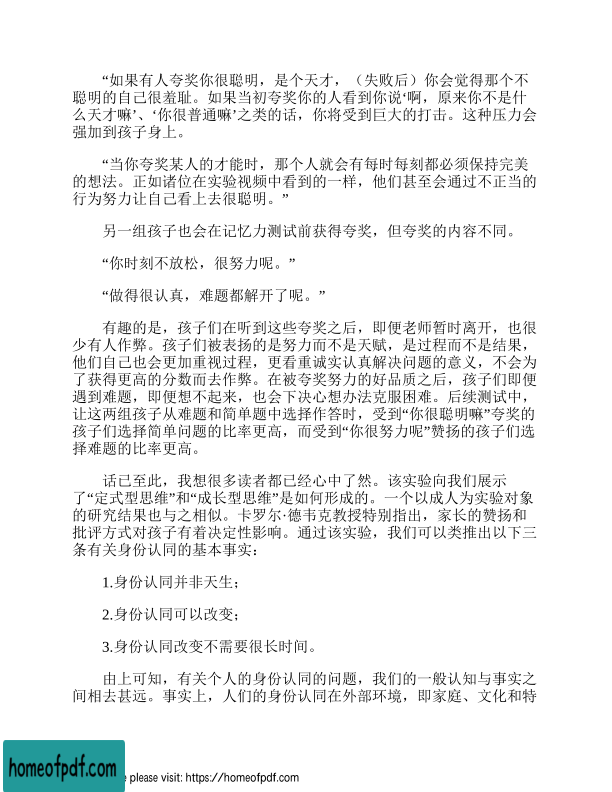 “如果有人夸奖你很聪明，是个天才，（失败后）你会觉得那个不
聪明的自己很羞耻。如果当初夸奖你的人看到你说‘啊，原来你不是什
么天才嘛’、‘你很普通嘛’之类的话，你将受到巨大的打击。这种压力会
强加到孩子身上。
“当你夸奖某人的才能时，那个人就会有每时每刻都必须保持完美
的想法。正如诸位在实验视频中看到的一样，他们甚至会通过不正当的
行为努力让自己看上去很聪明。”
另一组孩子也会在记忆力测试前获得夸奖，但夸奖的内容不同。
“你时刻不放松，很努力呢。”
“做得很认真，难题都解开了呢。”
有趣的是，孩子们在听到这些夸奖之后，即便老师暂时离开，也很
少有人作弊。孩子们被表扬的是努力而不是天赋，是过程而不是结果，
他们自己也会更加重视过程，更看重诚实认真解决问题的意义，不会为
了获得更高的分数而去作弊。在被夸奖努力的好品质之后，孩子们即便
遇到难题，即便想不起来，也会下决心想办法克服困难。后续测试中，
让这两组孩子从难题和简单题中选择作答时，受到“你很聪明嘛”夸奖的
孩子们选择简单问题的比率更高，而受到“你很努力呢”赞扬的孩子们选
择难题的比率更高。
话已至此，我想很多读者都已经心中了然。该实验向我们展示
了“定式型思维”和“成长型思维”是如何形成的。一个以成人为实验对象
的研究结果也与之相似。卡罗尔·德韦克教授特别指出，家长的赞扬和
批评方式对孩子有着决定性影响。通过该实验，我们可以类推出以下三
条有关身份认同的基本事实：
1.身份认同并非天生；
2.身份认同可以改变；
3.身份认同改变不需要很长时间。
由上可知，有关个人的身份认同的问题，我们的一般认知与事实之
间相去甚远。事实上，人们的身份认同在外部环境，即家庭、文化和特
homeofpdf.com
e please visit: https://homeofpdf.com